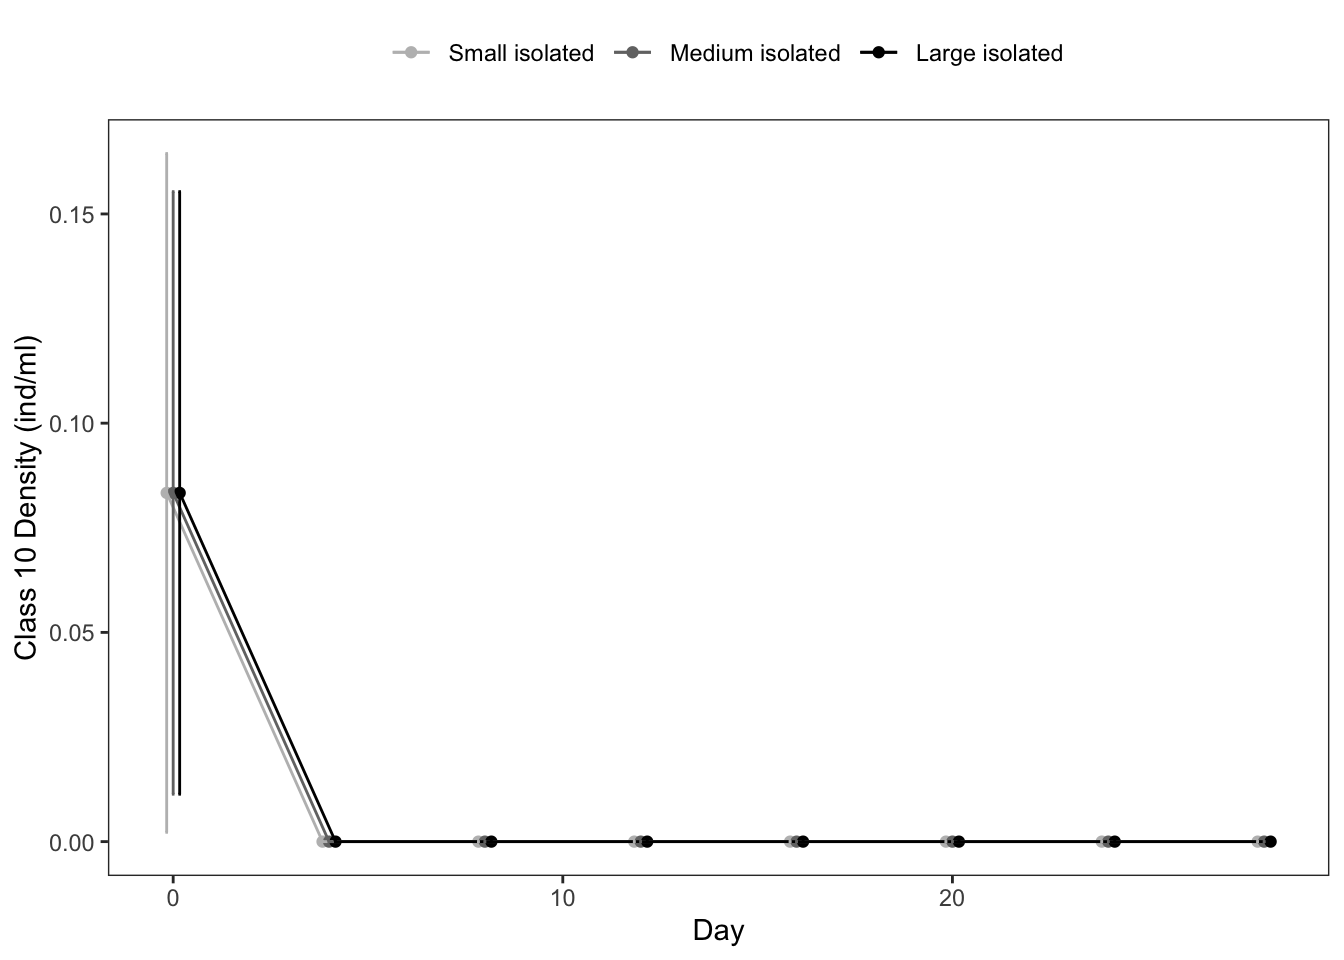 Small isolated Medium isolated Large isolated
Class 10 Density (ind/ml)
0.15
0.10
0.05
0.00
0 10 20
Day